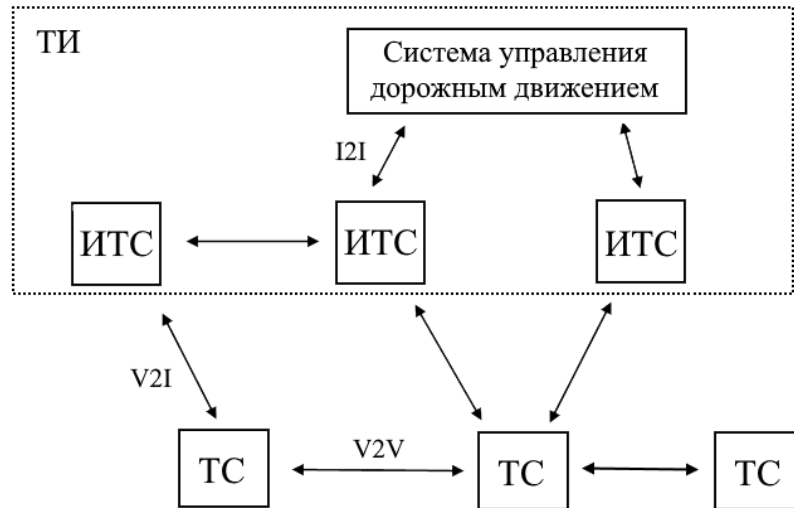 ТИ
Система управления
дорожным движением
I2I
ИТС
ИТС
ИТС
V2I
V2V
ТС
ТС
ТС